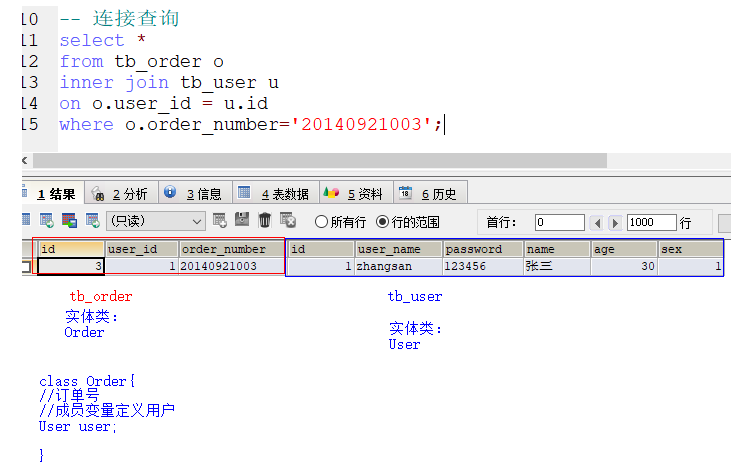 10 -- 连接查询
11 select *
12 from tb_order o
13 inner join tb_user u
14 on o.user_id = u.id
15 where o.order_number='20140921003';
1 结果 2 分析 3 信息 4 表数据 5 资料 6 历史
(只读) 所有行 行的范围 首行: 0 1000 行
id user_id order_number id user_name password name age sex
3 1 20140921003 1 zhangsan 123456 张三 30 1
tb_order tb_user
实体类: 实体类:
Order User
class Order{
//订单号
//成员变量定义用户
User user;
}